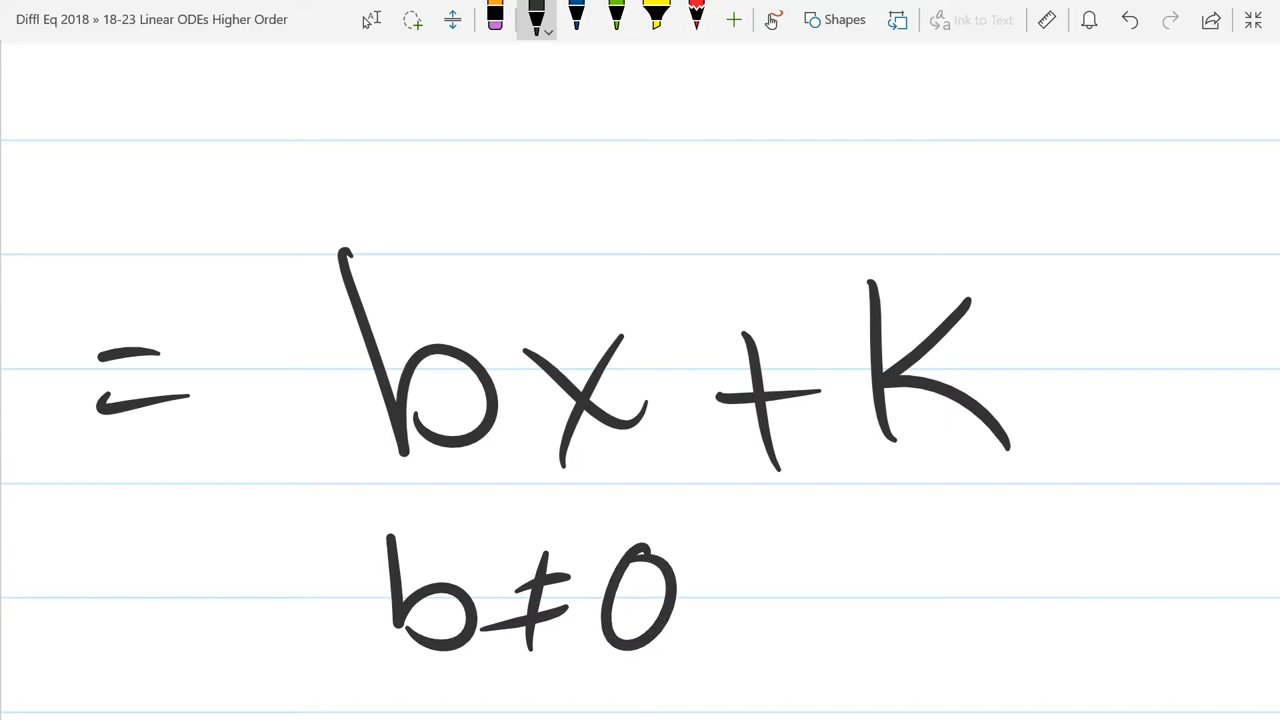 Diffl Eq 2018 » 18-23 Linear ODEs Higher Order
Shapes
Ink to Text
= bx + K
b ≠ 0